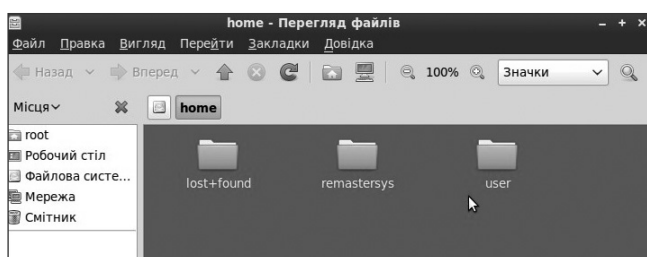 home - Перегляд файлів
Файл Правка Вигляд Перейти Закладки Довідка
Назад Вперед 100% Значки
Місця home
root
Робочий стіл
Файлова систе...
Мережа
Смітник
lost+found remastersys user